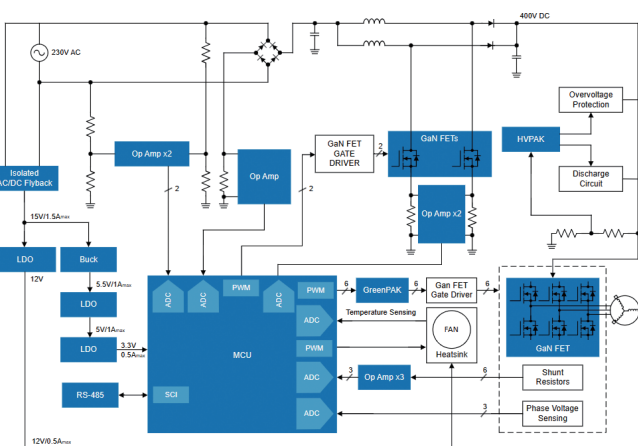 400V DC
230V AC
Overvoltage
Protection
GaN FET
GATE
DRIVER
2
GaN FETs
HVPAK
Op Amp x2
Isolated
AC/DC Flyback
Op Amp
Discharge
Circuit
2
2
Op Amp x2
15V/1.5Amax
LDO
Buck
12V
5.5V/1Amax
LDO
ADC
ADC
PWM
ADC
PWM
6
GreenPAK
6
Gan FET
Gate Driver
6
5V/1Amax
Temperature Sensing
ADC
FAN
Heatsink
LDO
3.3V
0.5Amax
MCU
PWM
GaN FET
ADC
3
Op Amp x3
6
Shunt
Resistors
RS-485
SCI
ADC
3
Phase Voltage
Sensing
12V/0.5Amax